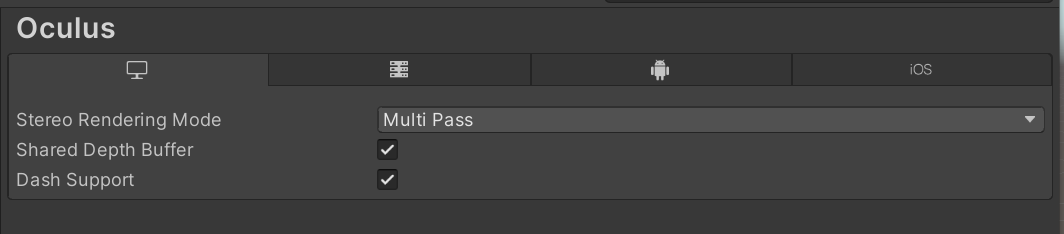 Oculus
iOS
Stereo Rendering Mode Multi Pass
Shared Depth Buffer
Dash Support